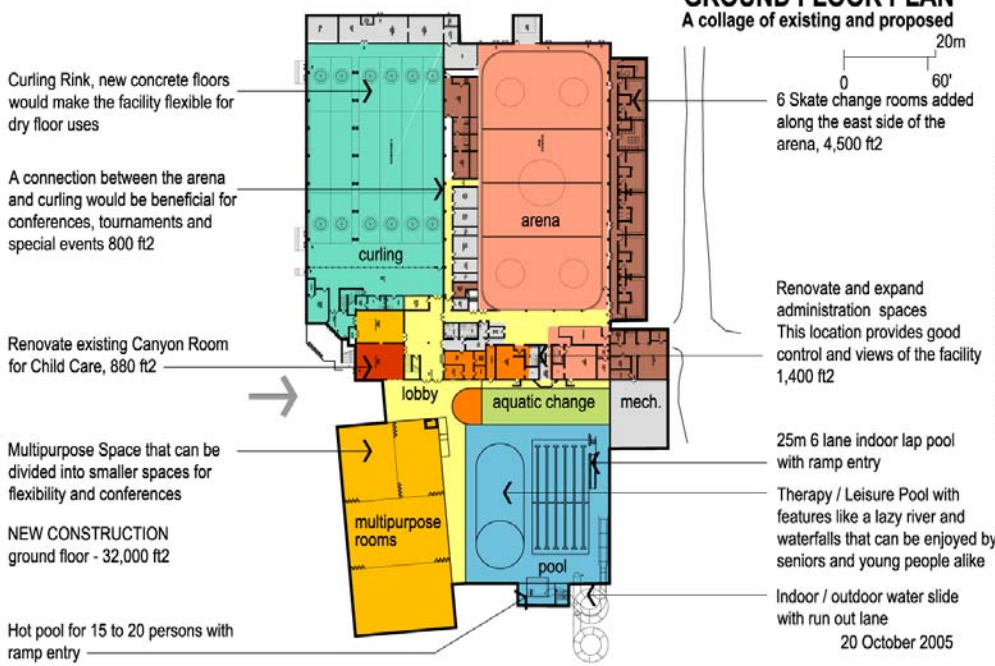 GROUND FLOOR PLAN
A collage of existing and proposed
20m
0
60'
Curling Rink, new concrete floors
would make the facility flexible for
dry floor uses
A connection between the arena
and curling would be beneficial for
conferences, tournaments and
special events 800 ft2
Renovate existing Canyon Room
for Child Care, 880 ft2
Multipurpose Space that can be
divided into smaller spaces for
flexibility and conferences
NEW CONSTRUCTION
ground floor - 32,000 ft2
Hot pool for 15 to 20 persons with
ramp entry
curling
arena
lobby
aquatic change
mech.
multipurpose
rooms
pool
6 Skate change rooms added
along the east side of the
arena, 4,500 ft2
Renovate and expand
administration spaces
This location provides good
control and views of the facility
1,400 ft2
25m 6 lane indoor lap pool
with ramp entry
Therapy / Leisure Pool with
features like a lazy river and
waterfalls that can be enjoyed by
seniors and young people alike
Indoor / outdoor water slide
with run out lane
20 October 2005